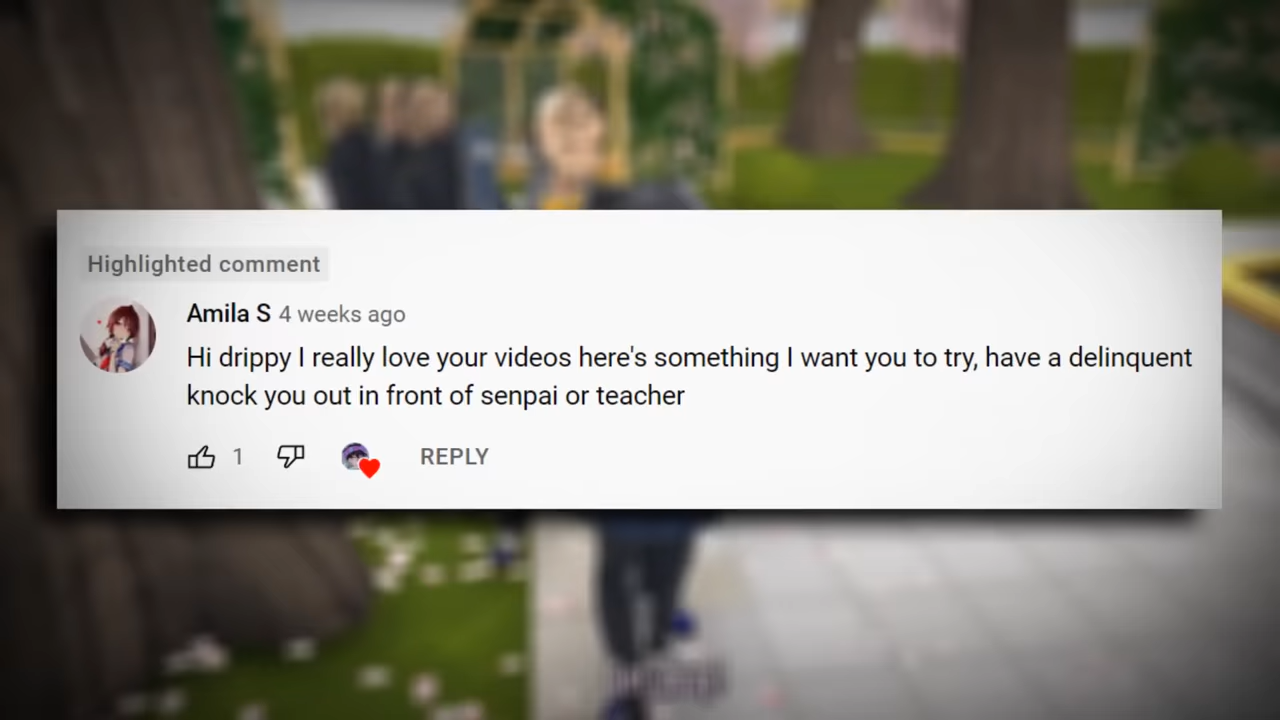 Highlighted comment
Amila S 4 weeks ago
Hi drippy I really love your videos here's something I want you to try, have a delinquent
knock you out in front of senpai or teacher
1 REPLY